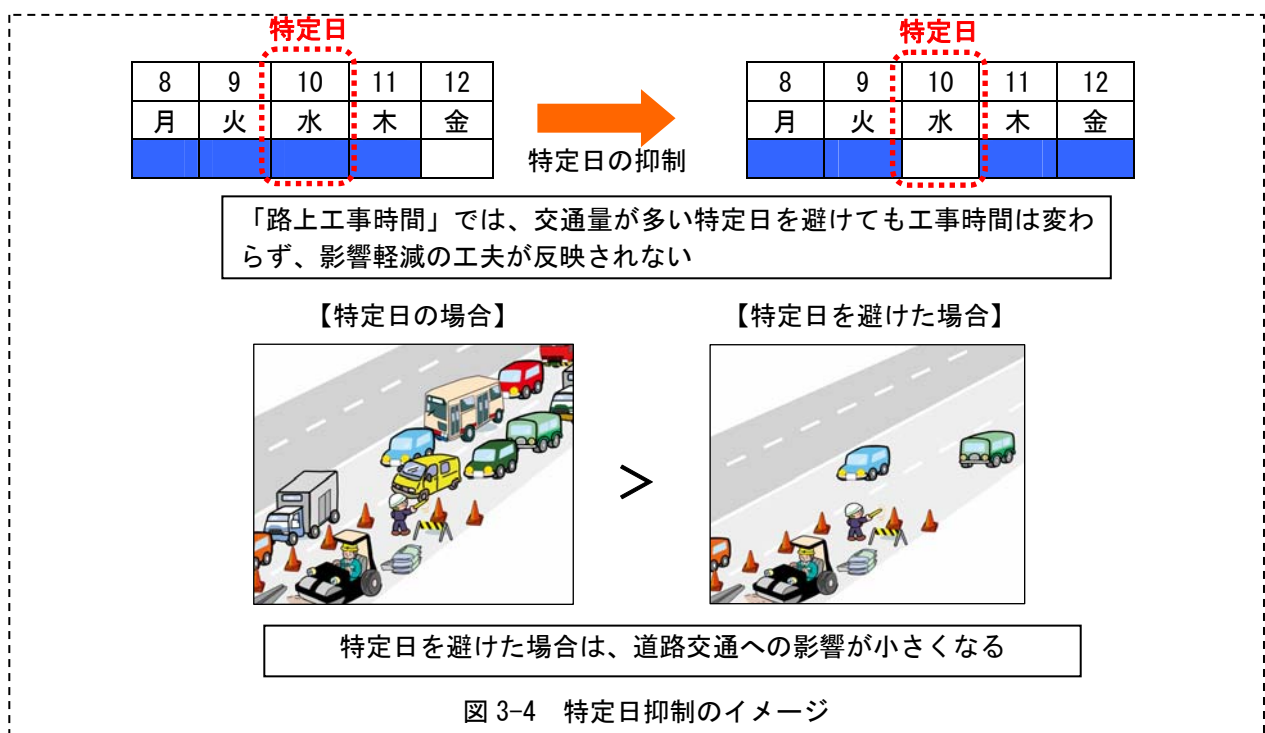 特定日
特定日
8 9 10 11 12
月 火 水 木 金
特定日の抑制
8 9 10 11 12
月 火 水 木 金
「路上工事時間」では、交通量が多い特定日を避けても工事時間は変わ
らず、影響軽減の工夫が反映されない
【特定日の場合】
【特定日を避けた場合】
>
特定日を避けた場合は、道路交通への影響が小さくなる
図 3-4 特定日抑制のイメージ